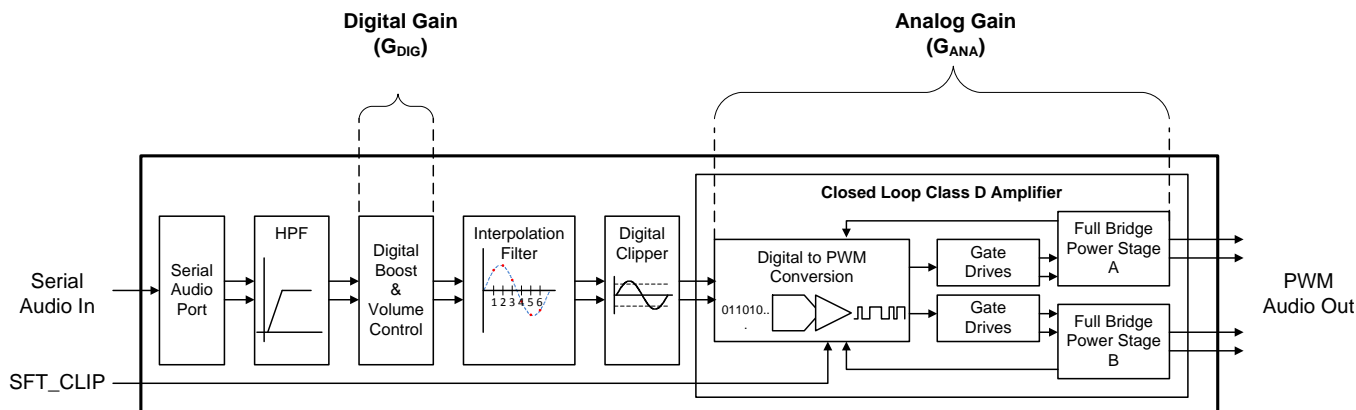 Digital Gain
(GDIG)
Analog Gain
(GANA)
Closed Loop Class D Amplifier
Serial
Audio In
Serial
Audio
Port
HPF
Digital
Boost
&
Volume
Control
Interpolation
Filter
1 2 3 4 5 6
Digital
Clipper
Digital to PWM
Conversion
011010..
.
Gate
Drives
Gate
Drives
Full Bridge
Power Stage
A
Full Bridge
Power Stage
B
PWM
Audio Out
SFT_CLIP